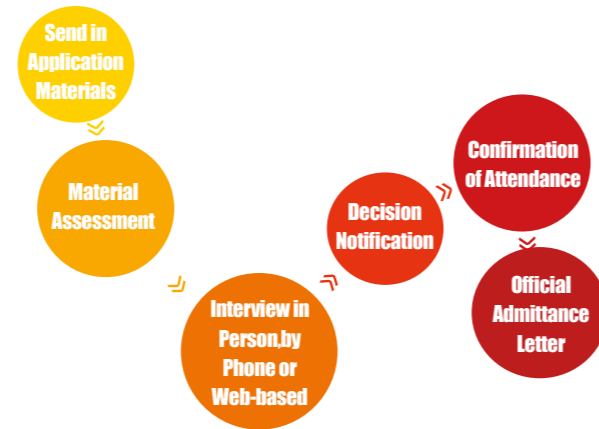 Send in
Application
Materials
Material
Assessment
Interview in
Person,by
Phone or
Web-based
Decision
Notification
Confirmation
of Attendance
Official
Admittance
Letter